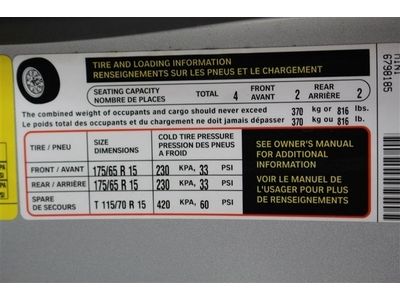 TIRE AND LOADING INFORMATION
RENSEIGNEMENTS SUR LES PNEUS ET LE CHARGEMENT
SEATING CAPACITY
NOMBRE DE PLACES
TOTAL 4
FRONT
AVANT 2
REAR
ARRIÈRE 2
The combined weight of occupants and cargo should never exceed 370 kg or 816 lbs.
Le poids total des occupants et du chargement ne doit jamais dépasser 370 kg ou 816 lb.
TIRE / PNEU
SIZE
DIMENSIONS
COLD TIRE PRESSURE
PRESSION DES PNEUS
A FROID
FRONT / AVANT 175/65 R 15 230 KPA, 33 PSI
REAR / ARRIÈRE 175/65 R 15 230 KPA, 33 PSI
SPARE
DE SECOURS T 115/70 R 15 420 KPA, 60 PSI
SEE OWNER'S MANUAL
FOR ADDITIONAL
INFORMATION
VOIR LE MANUEL DE
L'USAGER POUR PLUS
DE RENSEIGNEMENTS